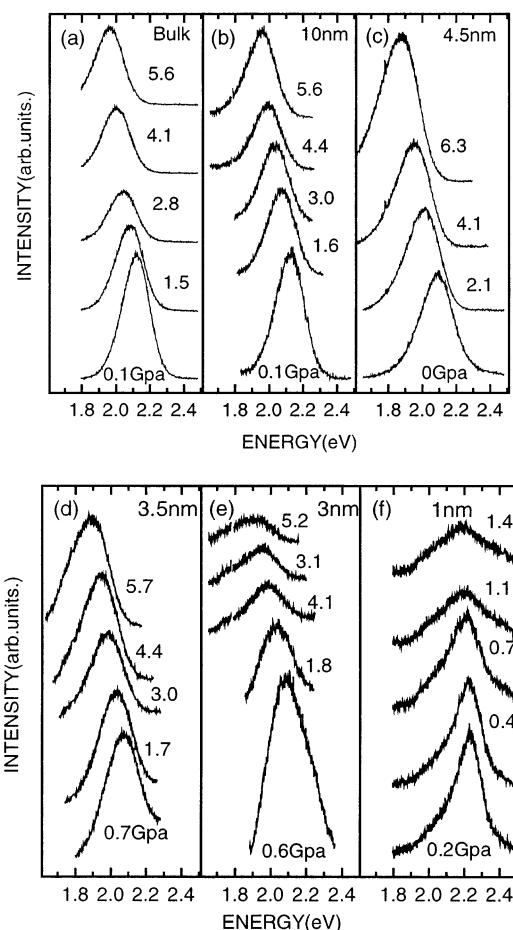 (a) Bulk
5.6
4.1
2.8
1.5
0.1Gpa
(b) 10nm
5.6
4.4
3.0
1.6
0.1Gpa
(c) 4.5nm
6.3
4.1
2.1
0Gpa
INTENSITY(arb.units.)
1.8 2.0 2.2 2.4 1.8 2.0 2.2 2.4 1.8 2.0 2.2 2.4
ENERGY(eV)
(d) 3.5nm
5.7
4.4
3.0
1.7
0.7Gpa
(e) 3nm
5.2
3.1
4.1
1.8
0.6Gpa
(f) 1nm
1.4
1.1
0.7
0.4
0.2Gpa
INTENSITY(arb.units.)
1.8 2.0 2.2 2.4 1.8 2.0 2.2 2.4 1.8 2.0 2.2 2.4
ENERGY(eV)